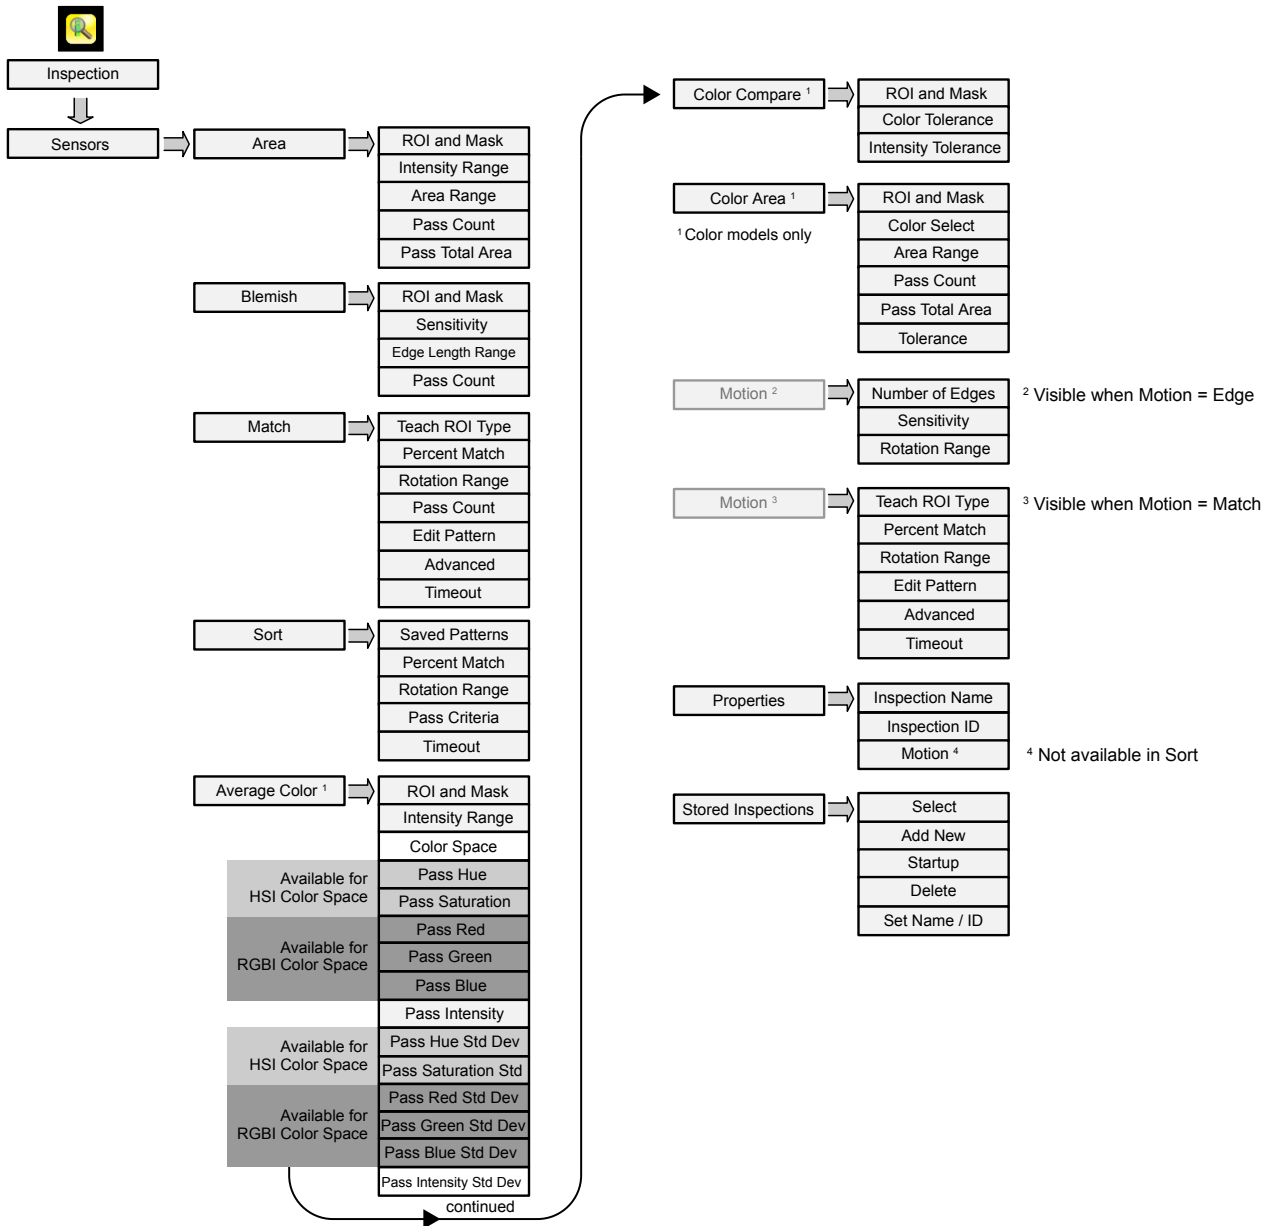 Inspection
Sensors
Area
ROI and Mask
Intensity Range
Area Range
Pass Count
Pass Total Area
Blemish
ROI and Mask
Sensitivity
Edge Length Range
Pass Count
Match
Teach ROI Type
Percent Match
Rotation Range
Pass Count
Edit Pattern
Advanced
Timeout
Sort
Saved Patterns
Percent Match
Rotation Range
Pass Criteria
Timeout
Average Color ¹
ROI and Mask
Intensity Range
Color Space
Available for
HSI Color Space
Pass Hue
Pass Saturation
Available for
RGBI Color Space
Pass Red
Pass Green
Pass Blue
Pass Intensity
Available for
HSI Color Space
Pass Hue Std Dev
Pass Saturation Std
Available for
RGBI Color Space
Pass Red Std Dev
Pass Green Std Dev
Pass Blue Std Dev
Pass Intensity Std Dev
continued
Color Compare ¹
ROI and Mask
Color Tolerance
Intensity Tolerance
Color Area ¹
¹ Color models only
ROI and Mask
Color Select
Area Range
Pass Count
Pass Total Area
Tolerance
Motion ²
Number of Edges
Sensitivity
Rotation Range
² Visible when Motion = Edge
Motion ³
Teach ROI Type
Percent Match
Rotation Range
Edit Pattern
Advanced
Timeout
³ Visible when Motion = Match
Properties
Inspection Name
Inspection ID
Motion ⁴
⁴ Not available in Sort
Stored Inspections
Select
Add New
Startup
Delete
Set Name / ID